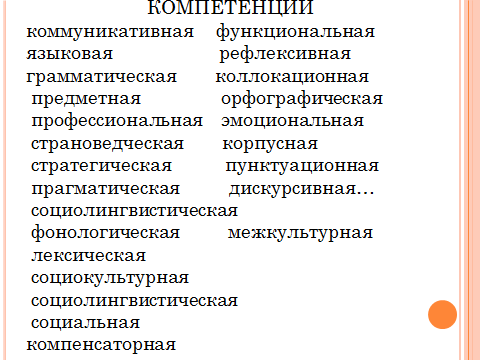 КОМПЕТЕНЦИИ
коммуникативная функциональная
языковая рефлексивная
грамматическая коллокационная
предметная орфографическая
профессиональная эмоциональная
страноведческая корпусная
стратегическая пунктуационная
прагматическая дискурсивная…
социолингвистическая
фонологическая межкультурная
лексическая
социокультурная
социолингвистическая
социальная
компенсаторная